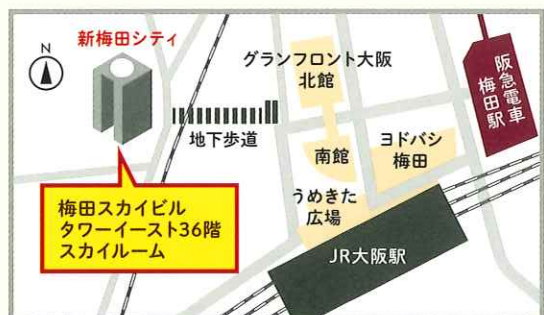 N
新梅田シティ
グランフロント大阪
北館
阪急電車
梅田駅
地下歩道
南館
ヨドバシ
梅田
うめきた
広場
梅田スカイビル
タワーイースト36階
スカイルーム
JR大阪駅